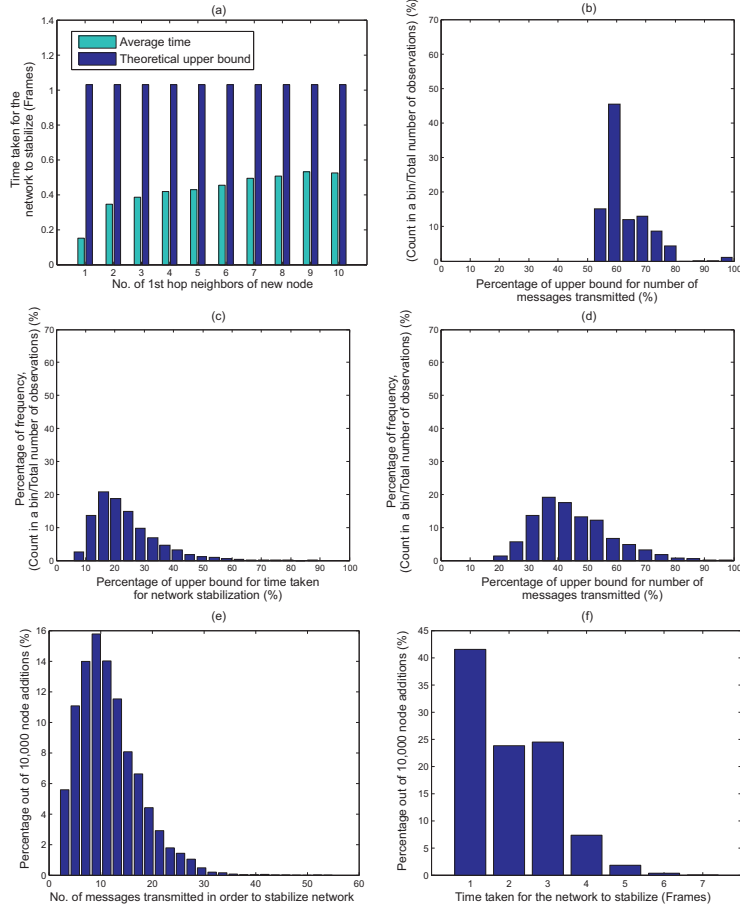 (a)
1.4
1.2
1
0.8
0.6
0.4
0.2
0
Time taken for the
network to stabilize (Frames)
Average time
Theoretical upper bound
1 2 3 4 5 6 7 8 9 10
No. of 1st hop neighbors of new node
(b)
70
60
50
40
30
20
10
0
(Count in a bin/Total number of observations) (%)
0 10 20 30 40 50 60 70 80 90 100
Percentage of upper bound for number of
messages transmitted (%)
(c)
70
60
50
40
30
20
10
0
Percentage of frequency,
(Count in a bin/Total number of observations) (%)
0 10 20 30 40 50 60 70 80 90 100
Percentage of upper bound for time taken
for network stabilization (%)
(d)
70
60
50
40
30
20
10
0
Percentage of frequency,
(Count in a bin/Total number of observations) (%)
0 10 20 30 40 50 60 70 80 90 100
Percentage of upper bound for number of
messages transmitted (%)
(e)
16
14
12
10
8
6
4
2
0
Percentage out of 10,000 node additions (%)
0 10 20 30 40 50 60
No. of messages transmitted in order to stabilize network
(f)
45
40
35
30
25
20
15
10
5
0
Percentage out of 10,000 node additions (%)
1 2 3 4 5 6 7
Time taken for the network to stabilize (Frames)